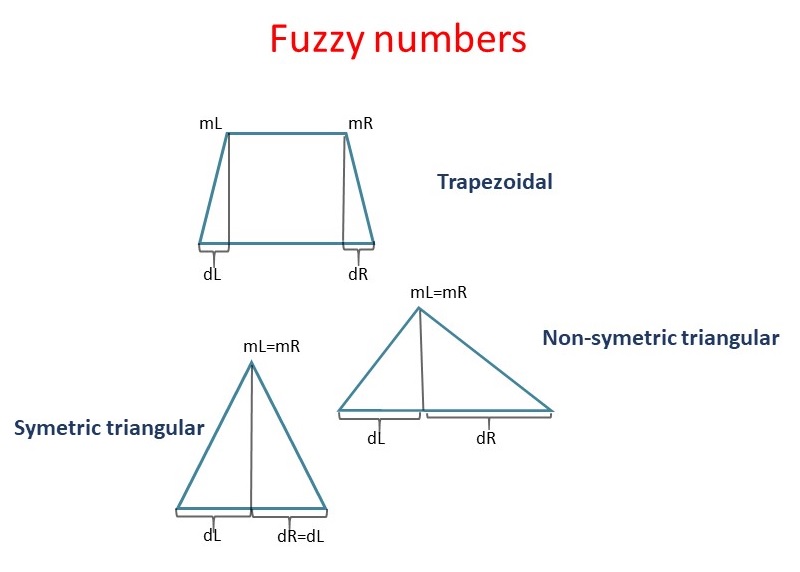 Fuzzy numbers
mL
mR
Trapezoidal
dL
dR
mL=mR
Non-symetric triangular
dL
dR
mL=mR
Symetric triangular
dL
dR=dL